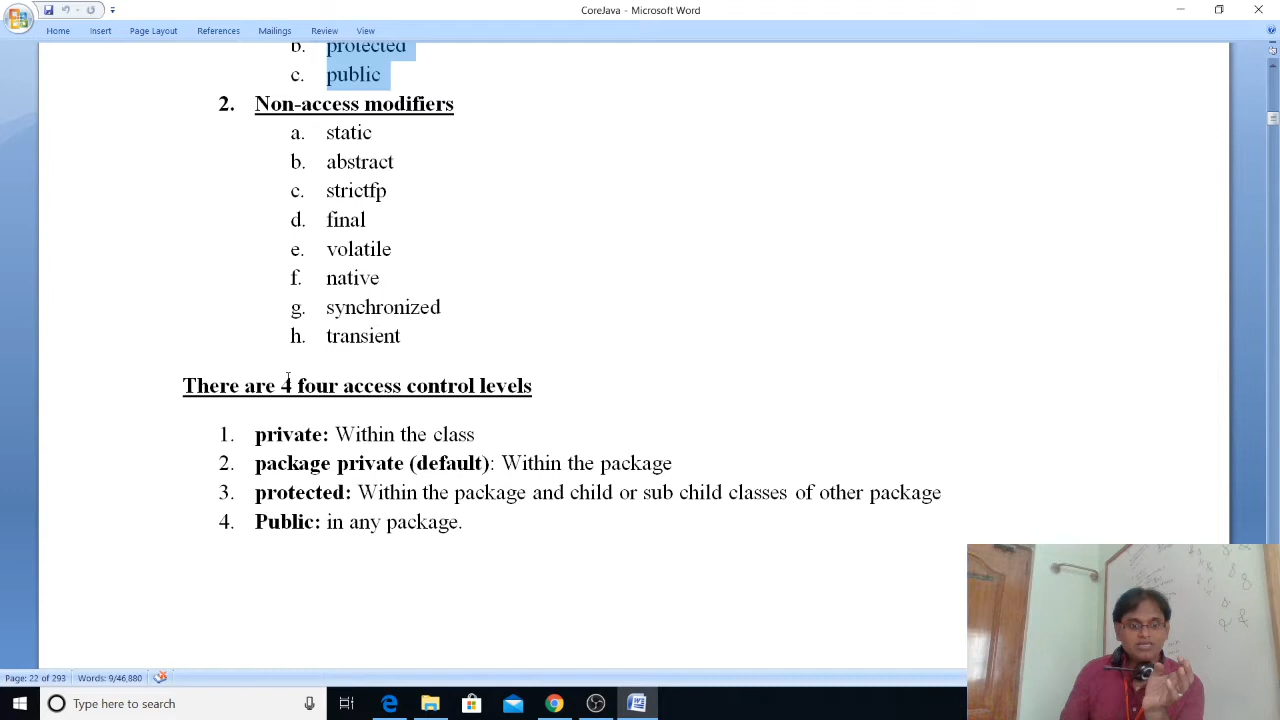 CoreJava - Microsoft Word
Home Insert Page Layout References Mailings Review View
b. protected
c. public
2. Non-access modifiers
a. static
b. abstract
c. strictfp
d. final
e. volatile
f. native
g. synchronized
h. transient
There are 4 four access control levels
1. private: Within the class
2. package private (default): Within the package
3. protected: Within the package and child or sub child classes of other package
4. Public: in any package.
Page: 22 of 293 Words: 9/46,880
Type here to search